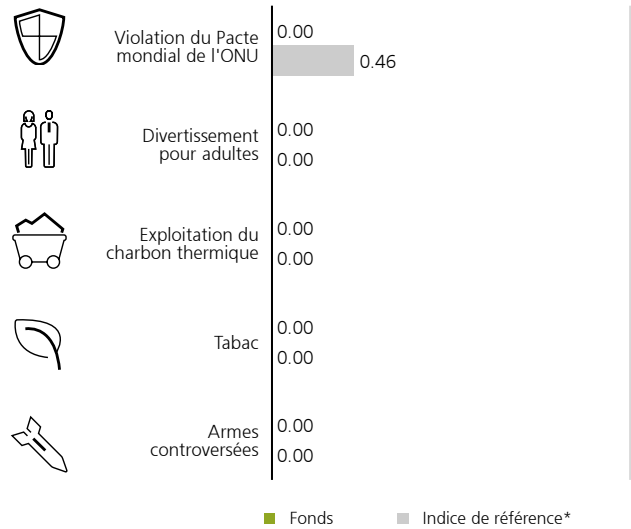 Violation du Pacte
mondial de l'ONU
0.00
0.46
Divertissement
pour adultes
0.00
0.00
Exploitation du
charbon thermique
0.00
0.00
Tabac
0.00
0.00
Armes
controversées
0.00
0.00
Fonds
Indice de référence*